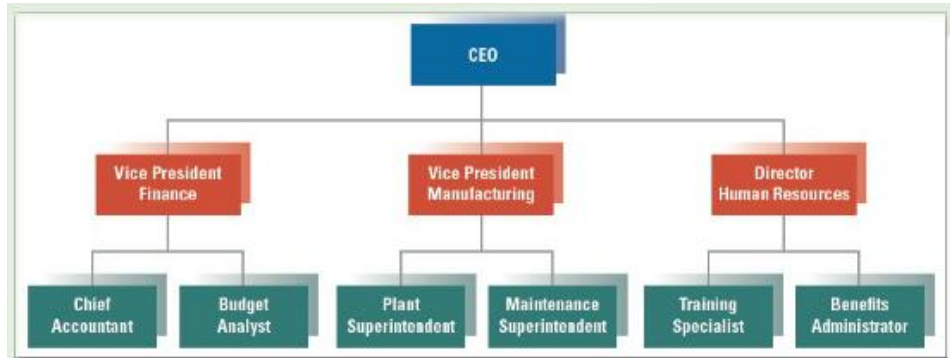 CEO
Vice President
Finance
Vice President
Manufacturing
Director
Human Resources
Chief
Accountant
Budget
Analyst
Plant
Superintendent
Maintenance
Superintendent
Training
Specialist
Benefits
Administrator